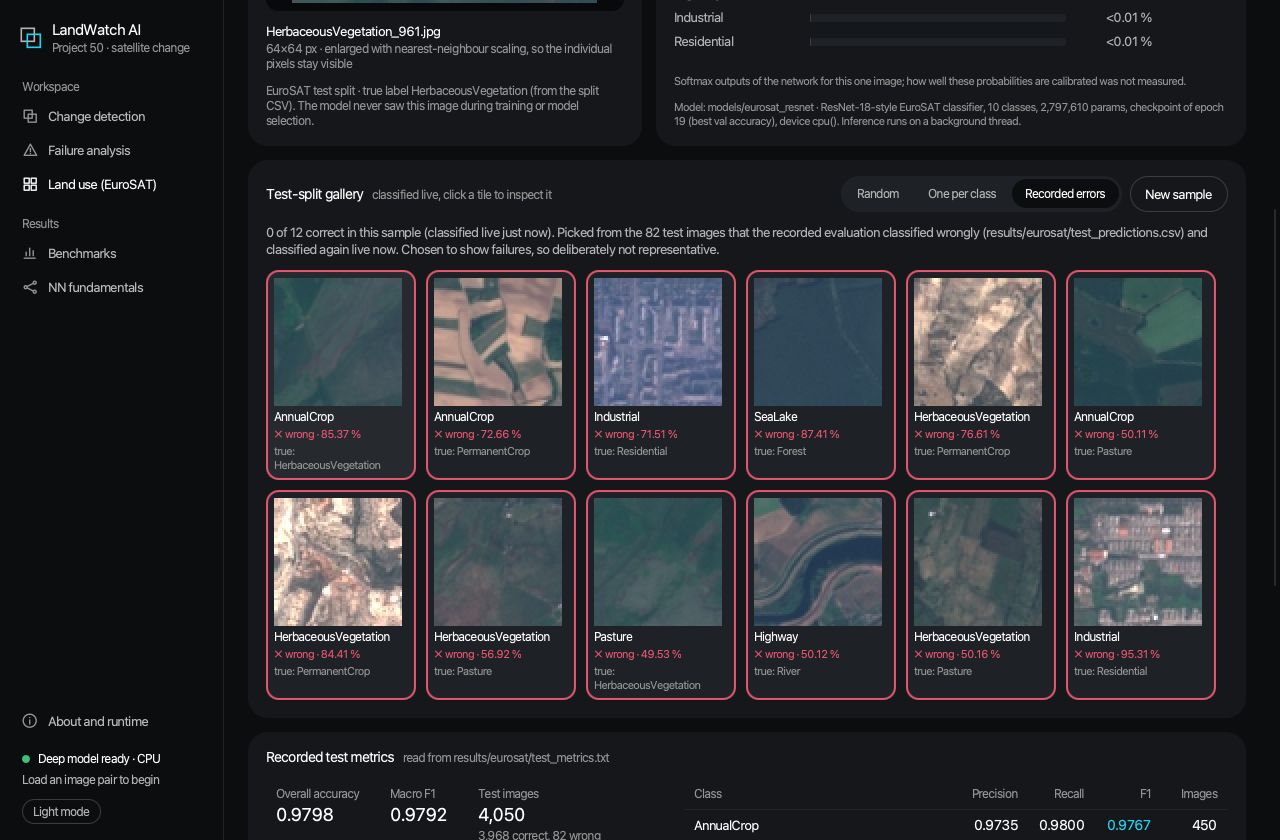 LandWatch AI
Project 50 · satellite change
Workspace
Change detection
Failure analysis
Land use (EuroSAT)
Results
Benchmarks
NN fundamentals
About and runtime
Deep model ready · CPU
Load an image pair to begin
Light mode
HerbaceousVegetation_961.jpg
64×64 px · enlarged with nearest-neighbour scaling, so the individual
pixels stay visible
EuroSAT test split · true label HerbaceousVegetation (from the split
CSV). The model never saw this image during training or model
selection.
Industrial <0.01 %
Residential <0.01 %
Softmax outputs of the network for this one image; how well these probabilities are calibrated was not measured.
Model: models/eurosat_resnet · ResNet-18-style EuroSAT classifier, 10 classes, 2,797,610 params, checkpoint of epoch
19 (best val accuracy), device cpu(). Inference runs on a background thread.
Test-split gallery classified live, click a tile to inspect it
Random One per class Recorded errors New sample
0 of 12 correct in this sample (classified live just now). Picked from the 82 test images that the recorded evaluation classified wrongly (results/eurosat/test_predictions.csv) and
classified again live now. Chosen to show failures, so deliberately not representative.
AnnualCrop
× wrong · 85.37 %
true:
HerbaceousVegetation
AnnualCrop
× wrong · 72.66 %
true: PermanentCrop
Industrial
× wrong · 71.51 %
true: Residential
SeaLake
× wrong · 87.41 %
true: Forest
HerbaceousVegetation
× wrong · 76.61 %
true: PermanentCrop
AnnualCrop
× wrong · 50.11 %
true: Pasture
HerbaceousVegetation
× wrong · 84.41 %
true: PermanentCrop
HerbaceousVegetation
× wrong · 56.92 %
true: Pasture
Pasture
× wrong · 49.53 %
true:
HerbaceousVegetation
Highway
× wrong · 50.12 %
true: River
HerbaceousVegetation
× wrong · 50.16 %
true: Pasture
Industrial
× wrong · 95.31 %
true: Residential
Recorded test metrics read from results/eurosat/test_metrics.txt
Overall accuracy Macro F1 Test images
0.9798 0.9792 4,050
3,968 correct, 82 wrong
Class Precision Recall F1 Images
AnnualCrop 0.9735 0.9800 0.9767 450